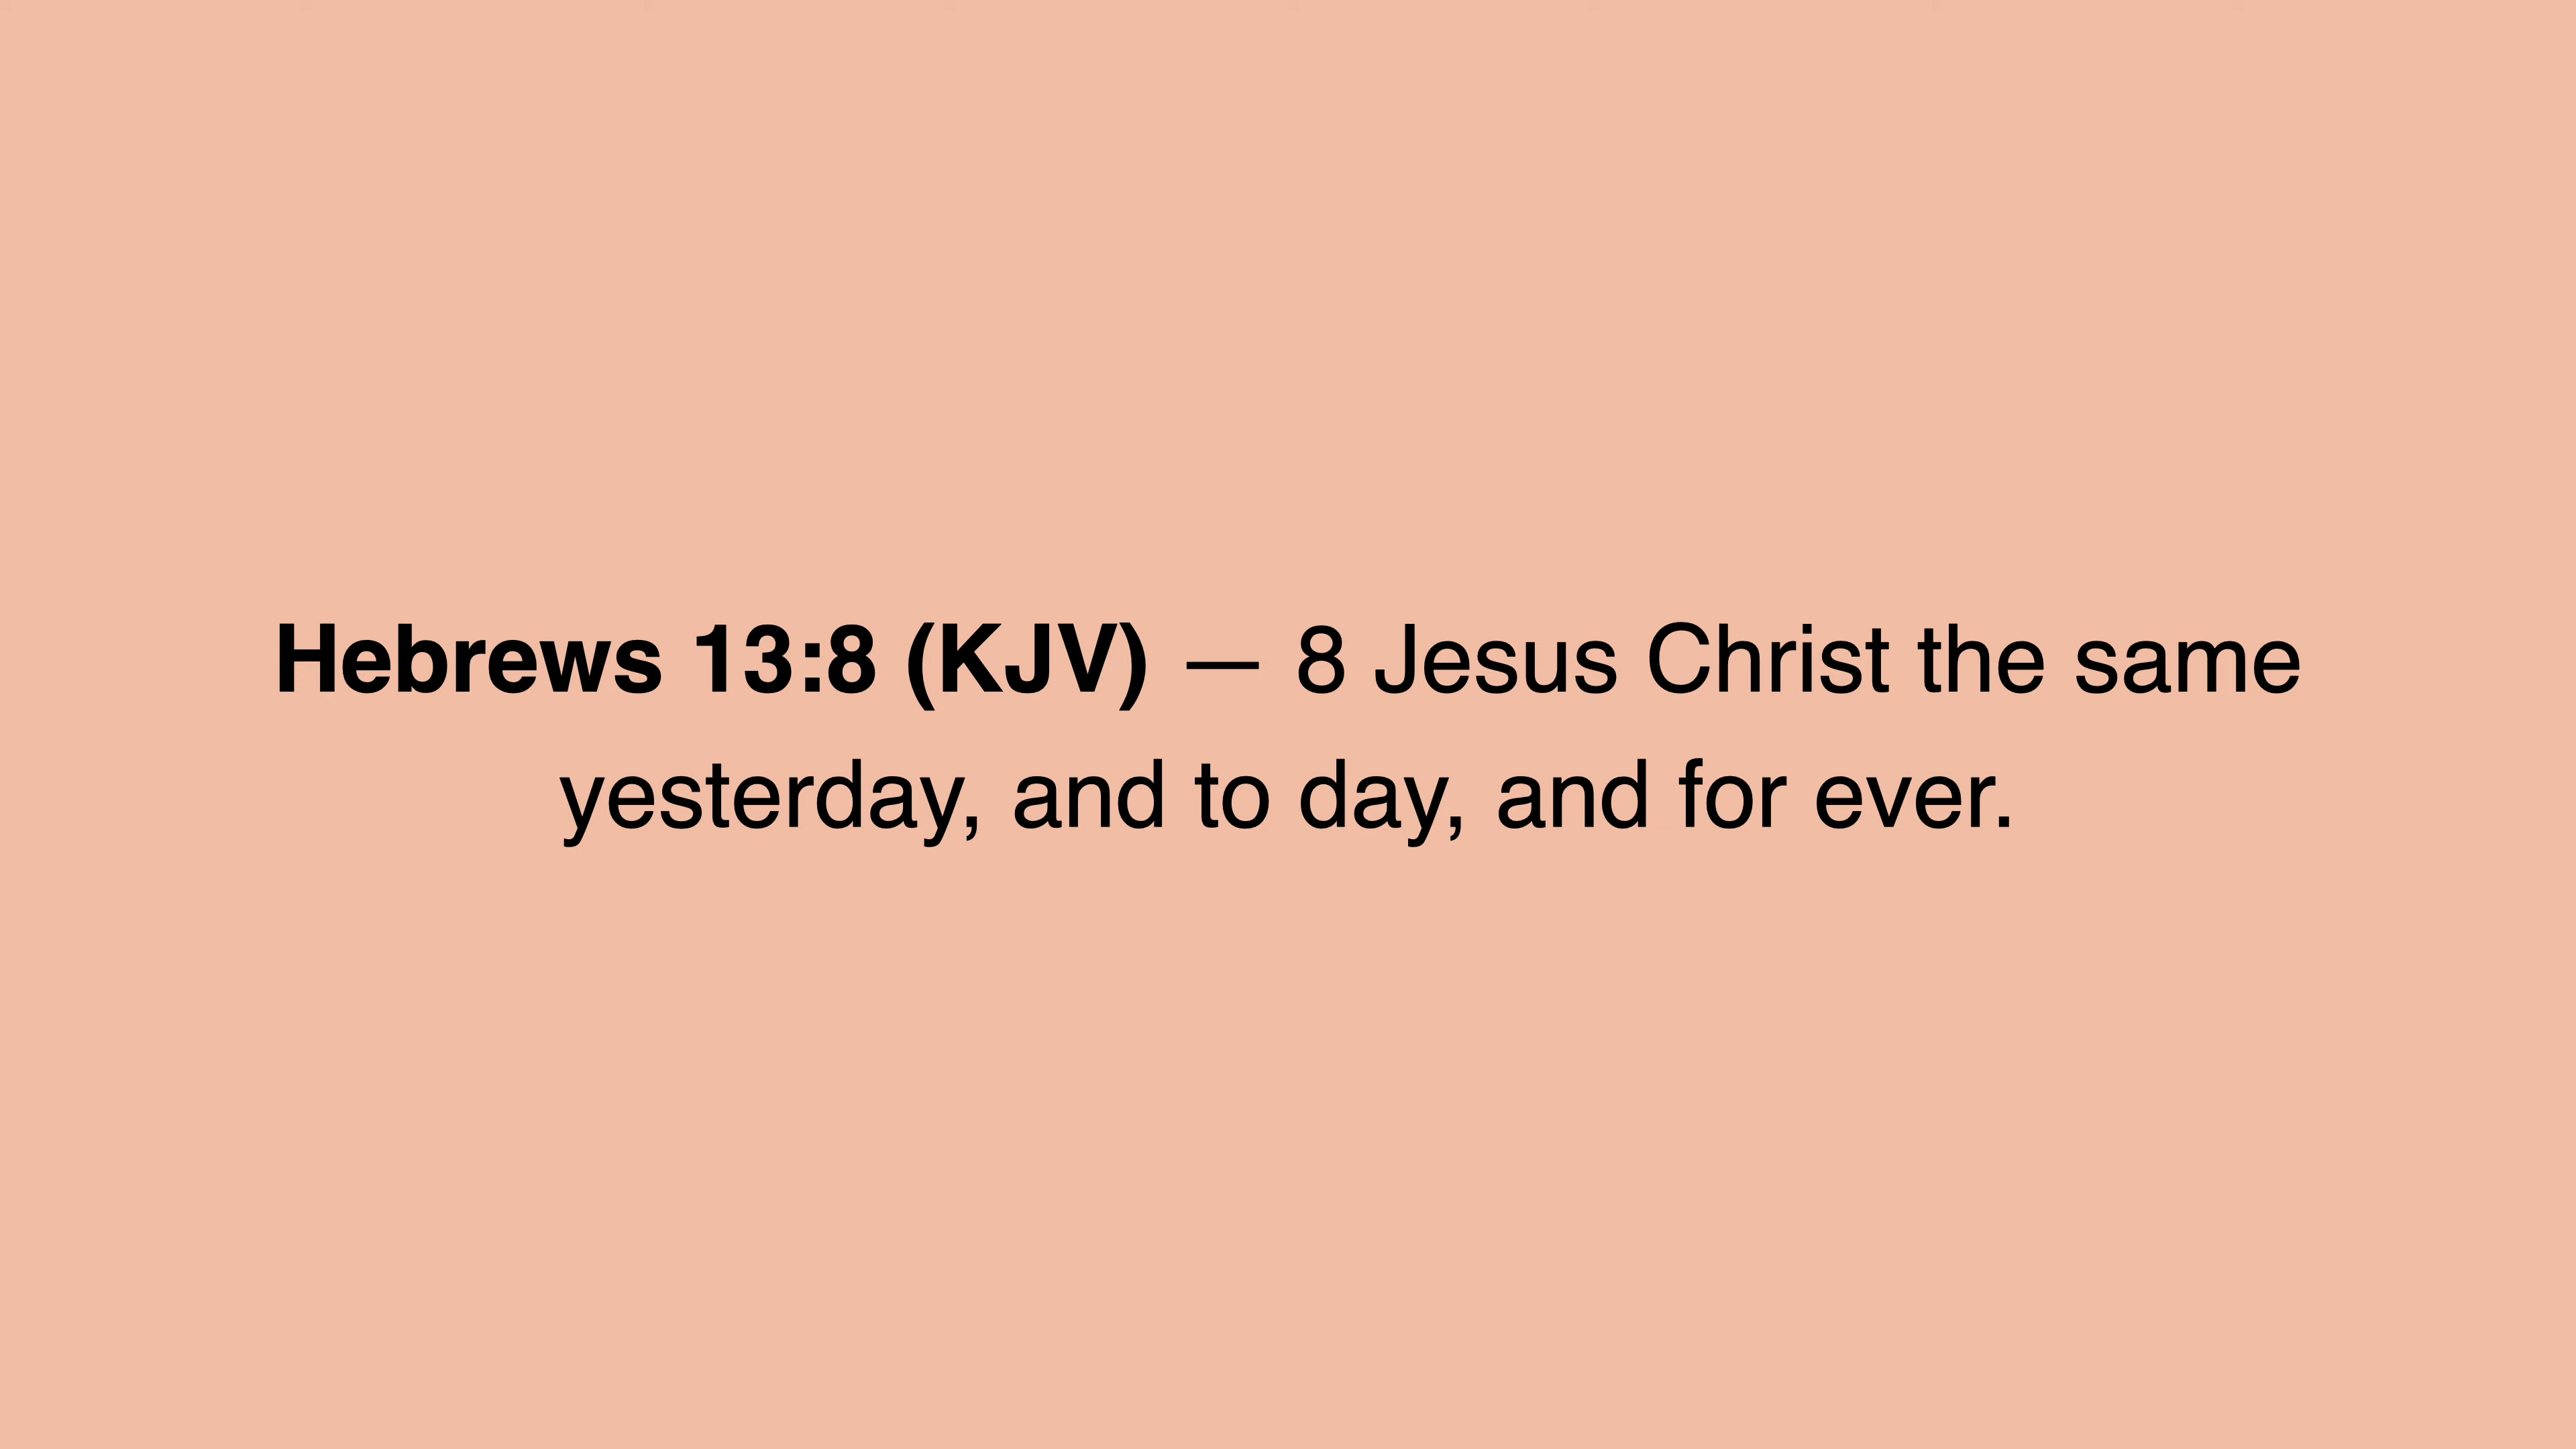 Hebrews 13:8 (KJV) — 8 Jesus Christ the same
yesterday, and to day, and for ever.